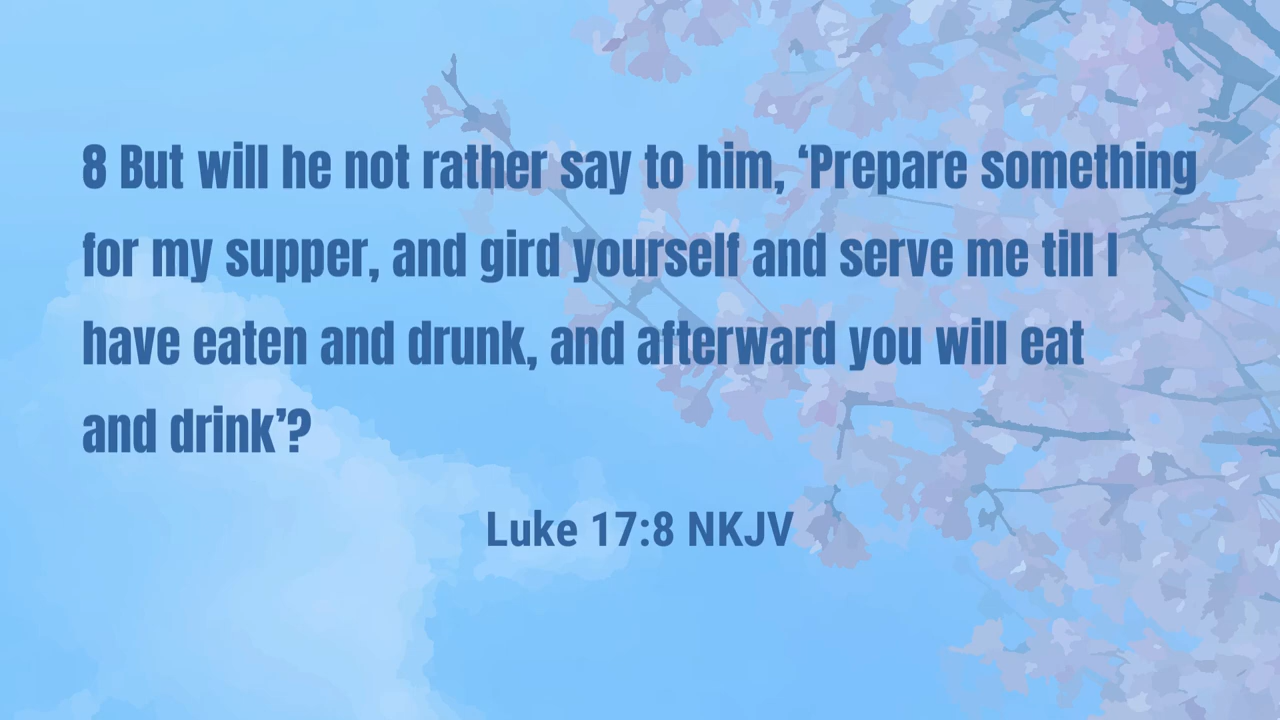 8 But will he not rather say to him, ‘Prepare something
for my supper, and gird yourself and serve me till I
have eaten and drunk, and afterward you will eat
and drink’?
Luke 17:8 NKJV